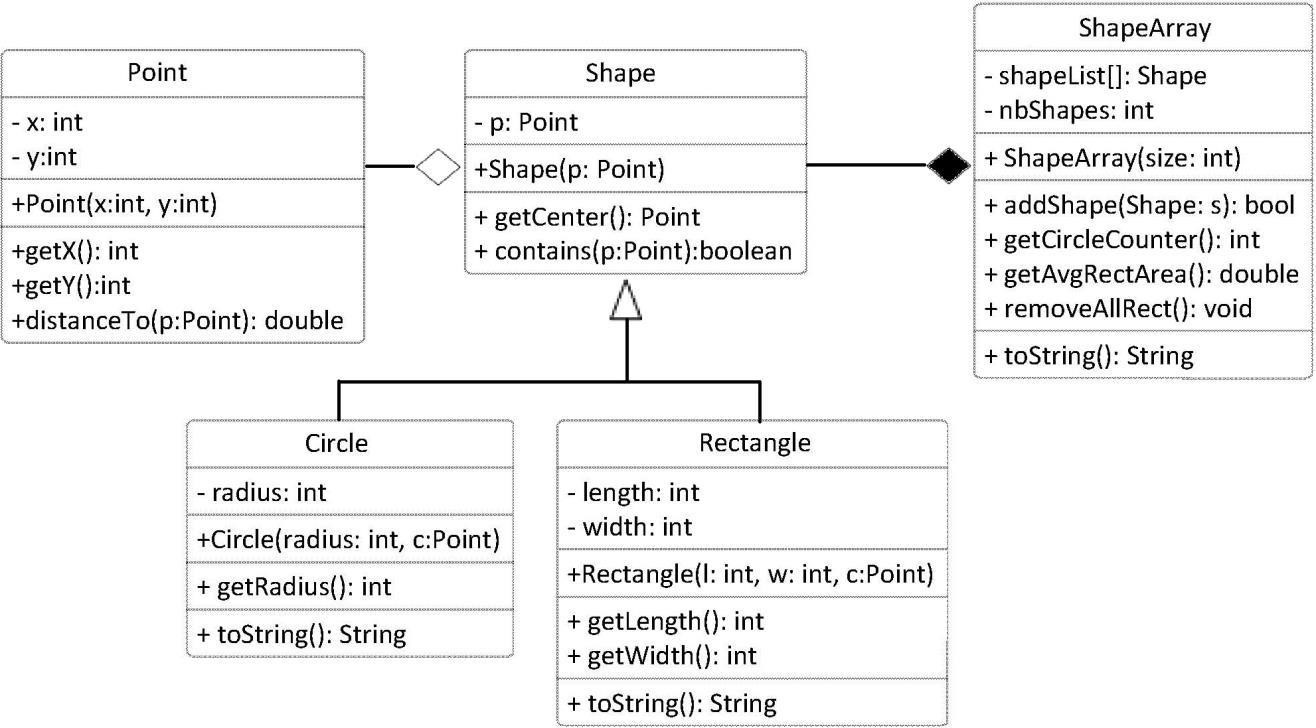 Point
- x: int
- y:int
+Point(x:int, y:int)
+getX(): int
+getY():int
+distanceTo(p:Point): double
Shape
- p: Point
+Shape(p: Point)
+ getCenter(): Point
+ contains(p:Point):boolean
ShapeArray
- shapeList[]: Shape
- nbShapes: int
+ ShapeArray(size: int)
+ addShape(Shape: s): bool
+ getCircleCounter(): int
+ getAvgRectArea(): double
+ removeAllRect(): void
+ toString(): String
Circle
- radius: int
+Circle(radius: int, c:Point)
+ getRadius(): int
+ toString(): String
Rectangle
- length: int
- width: int
+Rectangle(l: int, w: int, c:Point)
+ getLength(): int
+ getWidth(): int
+ toString(): String